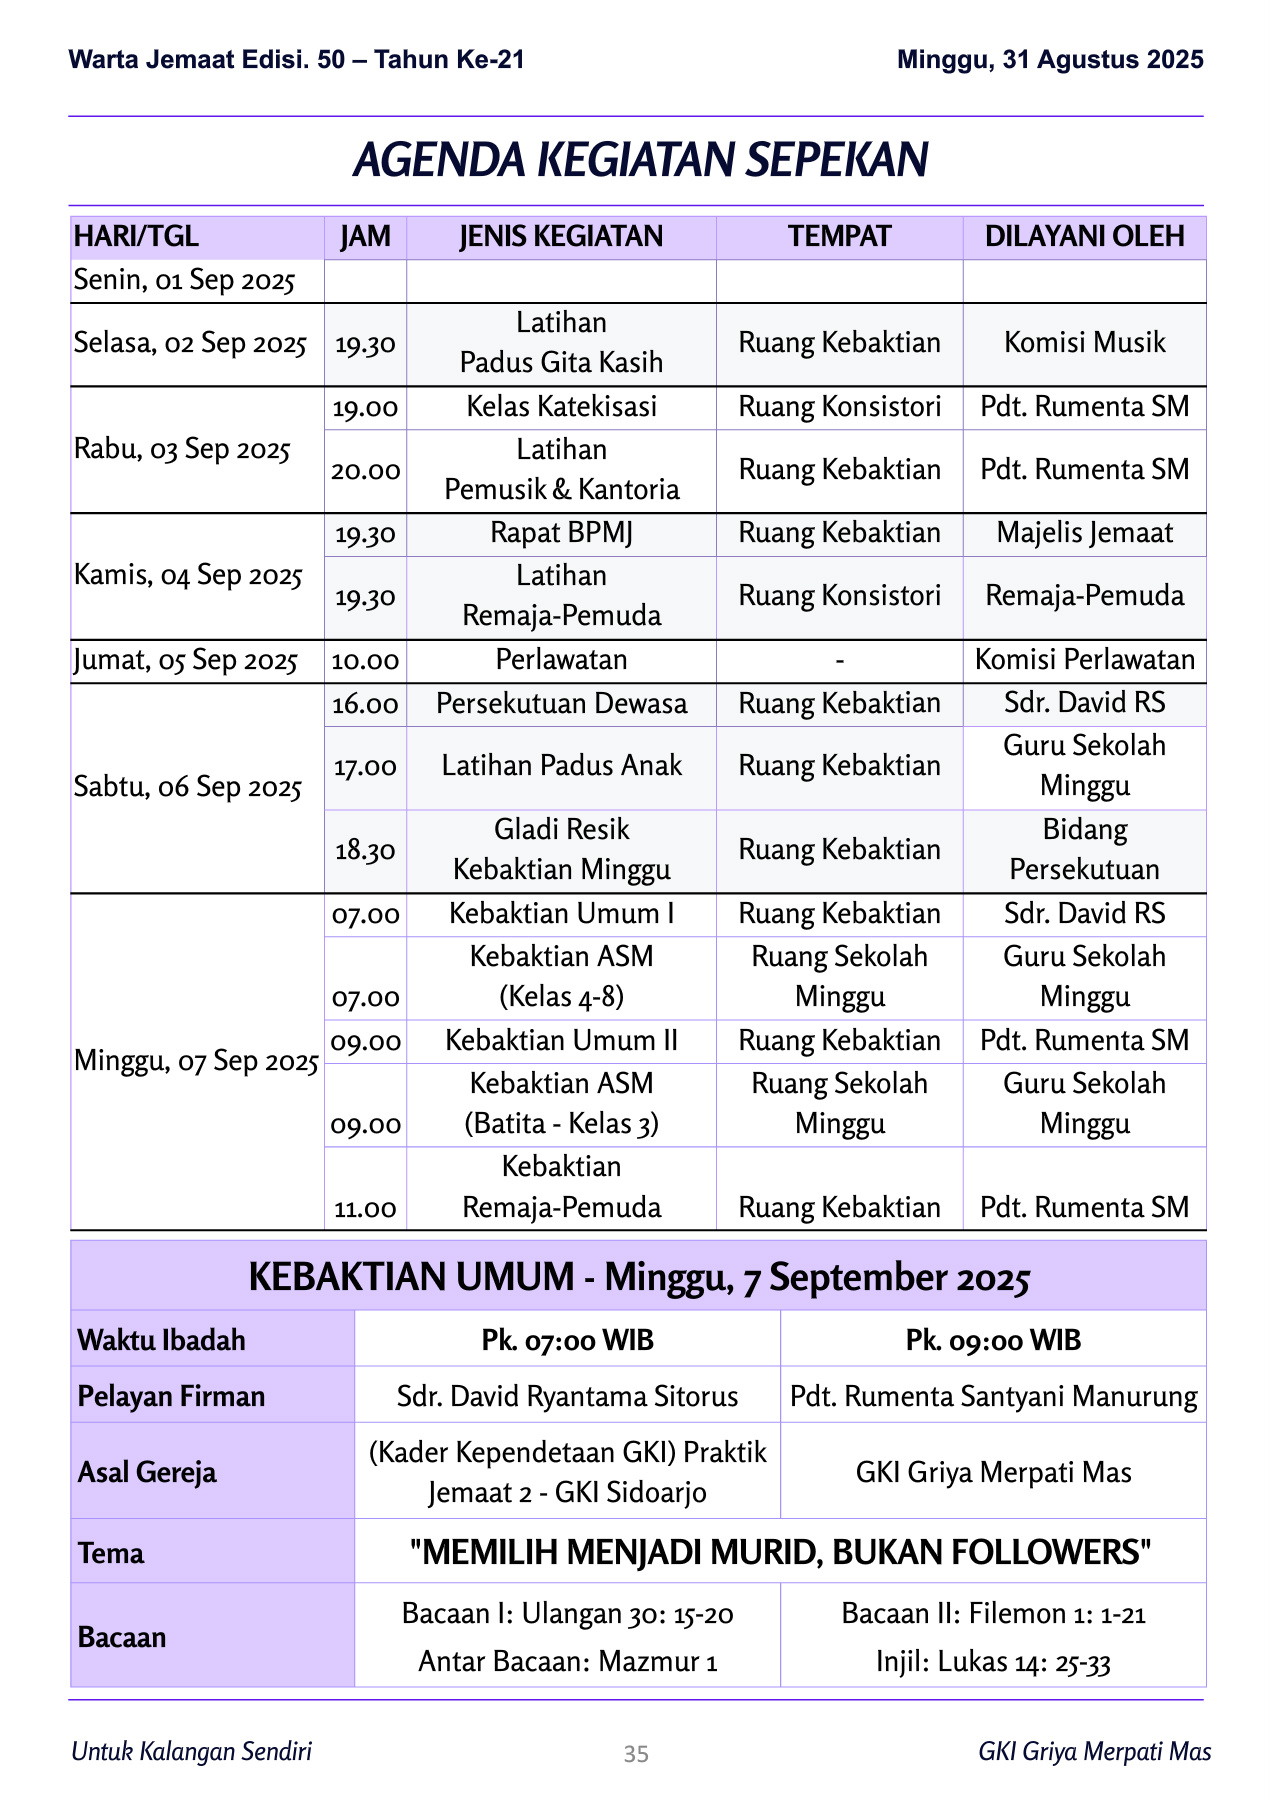 Warta Jemaat Edisi. 50 – Tahun Ke-21 Minggu, 31 Agustus 2025
AGENDA KEGIATAN SEPEKAN
HARI/TGL JAM JENIS KEGIATAN TEMPAT DILAYANI OLEH
Senin, 01 Sep 2025
Selasa, 02 Sep 2025 19.30 Latihan
Padus Gita Kasih Ruang Kebaktian Komisi Musik
Rabu, 03 Sep 2025 19.00 Kelas Katekisasi Ruang Konsistori Pdt. Rumenta SM
20.00 Latihan
Pemusik & Kantoria Ruang Kebaktian Pdt. Rumenta SM
Kamis, 04 Sep 2025 19.30 Rapat BPMJ Ruang Kebaktian Majelis Jemaat
19.30 Latihan
Remaja-Pemuda Ruang Konsistori Remaja-Pemuda
Jumat, 05 Sep 2025 10.00 Perlawatan - Komisi Perlawatan
Sabtu, 06 Sep 2025 16.00 Persekutuan Dewasa Ruang Kebaktian Sdr. David RS
17.00 Latihan Padus Anak Ruang Kebaktian Guru Sekolah
Minggu
18.30 Gladi Resik
Kebaktian Minggu Ruang Kebaktian Bidang
Persekutuan
Minggu, 07 Sep 2025 07.00 Kebaktian Umum I Ruang Kebaktian Sdr. David RS
07.00 Kebaktian ASM
(Kelas 4-8) Ruang Sekolah
Minggu Guru Sekolah
Minggu
09.00 Kebaktian Umum II Ruang Kebaktian Pdt. Rumenta SM
09.00 Kebaktian ASM
(Batita - Kelas 3) Ruang Sekolah
Minggu Guru Sekolah
Minggu
11.00 Kebaktian
Remaja-Pemuda Ruang Kebaktian Pdt. Rumenta SM
KEBAKTIAN UMUM - Minggu, 7 September 2025
Waktu Ibadah Pk. 07:00 WIB Pk. 09:00 WIB
Pelayan Firman Sdr. David Ryantama Sitorus Pdt. Rumenta Santyani Manurung
Asal Gereja (Kader Kependetaan GKI) Praktik
Jemaat 2 - GKI Sidoarjo GKI Griya Merpati Mas
Tema "MEMILIH MENJADI MURID, BUKAN FOLLOWERS"
Bacaan Bacaan I: Ulangan 30: 15-20 Bacaan II: Filemon 1: 1-21
Antar Bacaan: Mazmur 1 Injil: Lukas 14: 25-33
Untuk Kalangan Sendiri 35 GKI Griya Merpati Mas